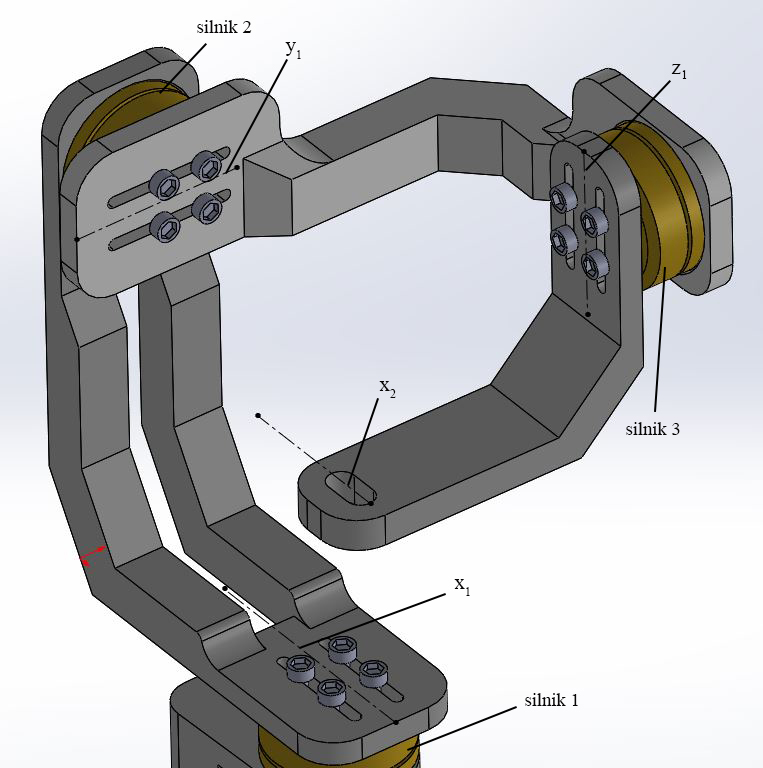 silnik 2
y₁
z₁
x₂
silnik 3
x₁
silnik 1